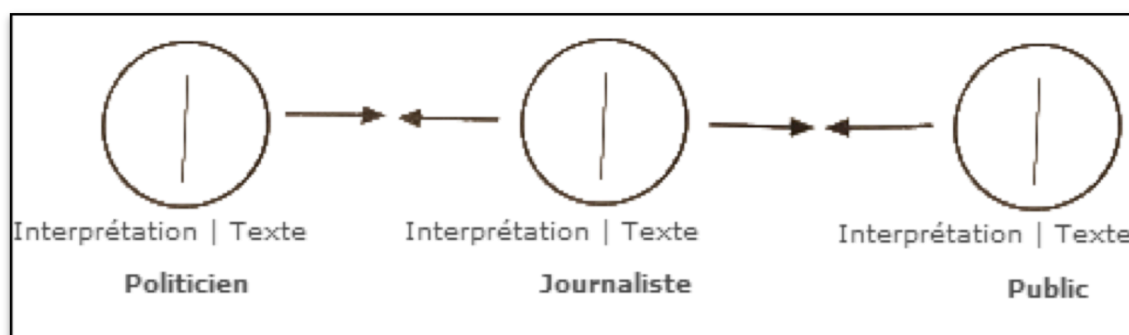 Interprétation | Texte
Politicien
Interprétation | Texte
Journaliste
Interprétation | Texte
Public